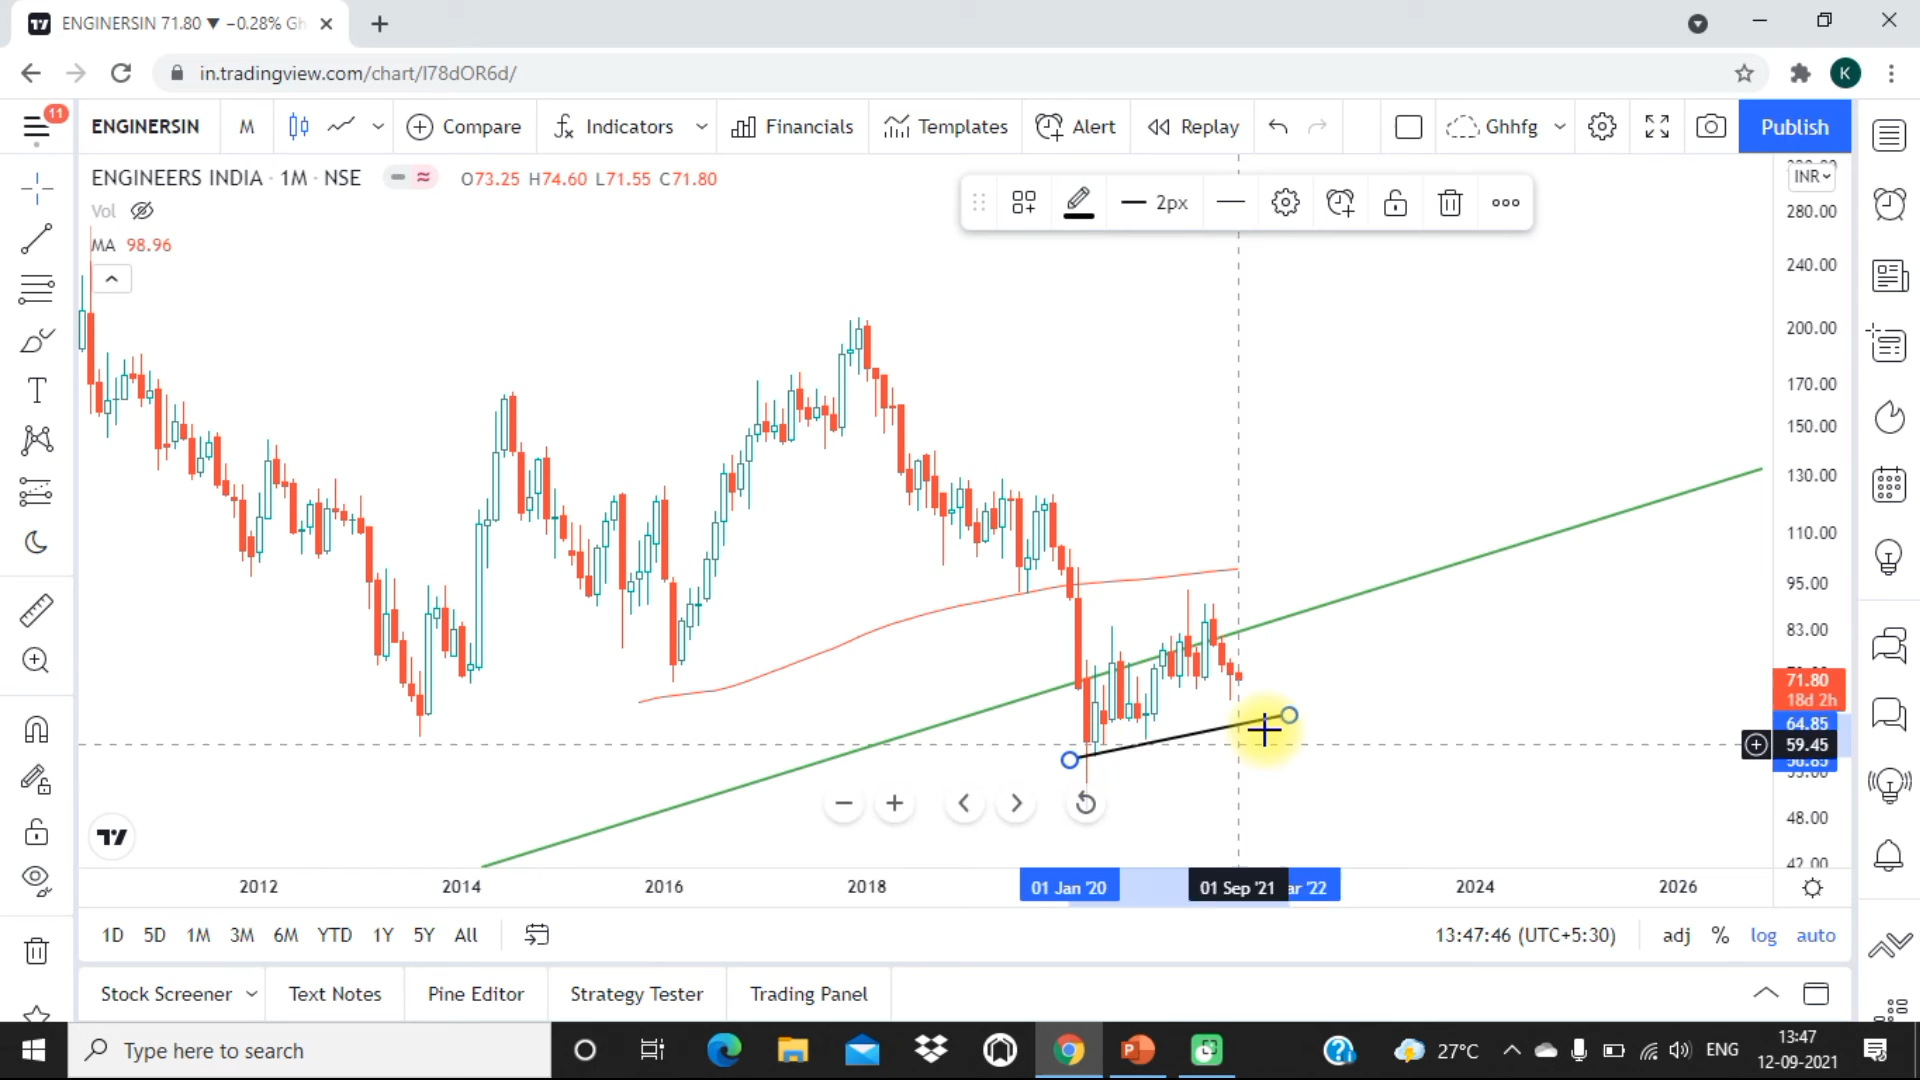 ENGINERSIN 71.80 ▼ −0.28% Gh
in.tradingview.com/chart/I78dOR6d/
K
11
ENGINERSIN M Compare Indicators Financials Templates Alert Replay Ghhfg Publish
ENGINEERS INDIA · 1M · NSE O73.25 H74.60 L71.55 C71.80
INR
2px
Vol
MA 98.96
280.00
240.00
200.00
170.00
150.00
130.00
110.00
95.00
83.00
71.80
18d 2h
64.85
59.45
48.00
42.00
2012 2014 2016 2018 01 Jan '20 01 Sep '21 ar '22 2024 2026
1D 5D 1M 3M 6M YTD 1Y 5Y All 13:47:46 (UTC+5:30) adj % log auto
Stock Screener Text Notes Pine Editor Strategy Tester Trading Panel
Type here to search 27°C ENG 13:47
12-09-2021